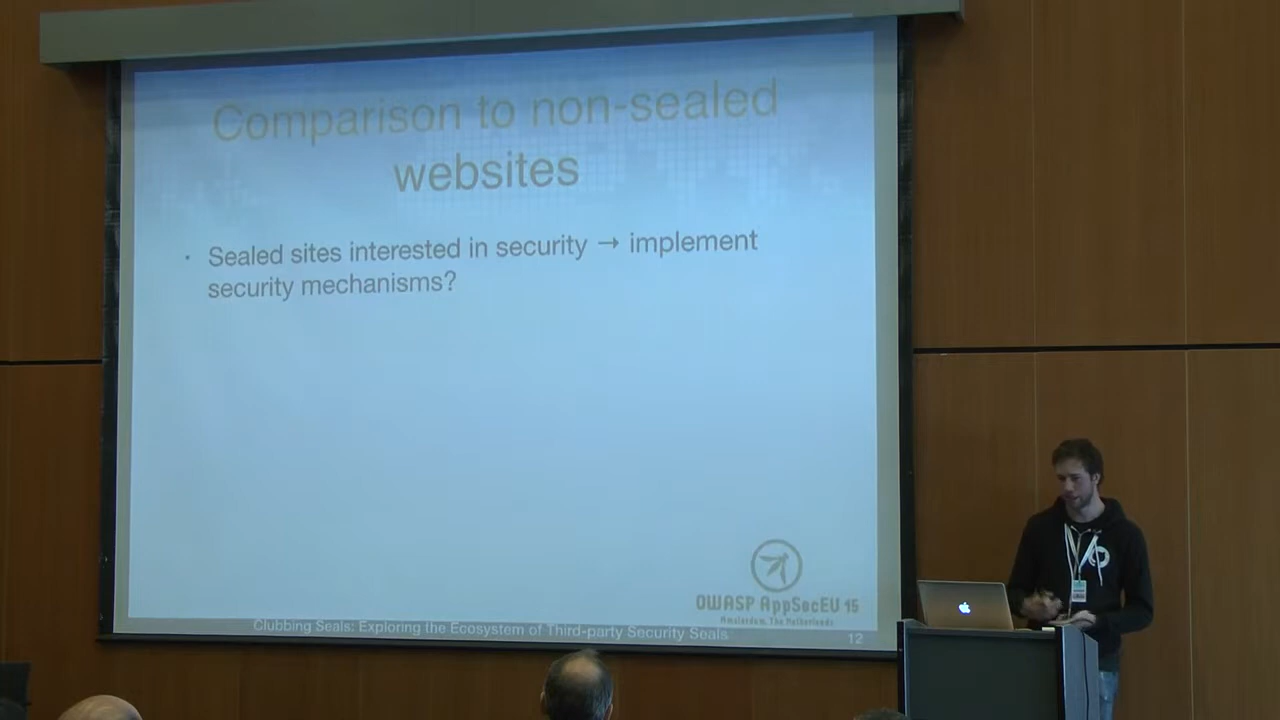 Comparison to non-sealed
websites
· Sealed sites interested in security → implement
security mechanisms?
OWASP AppSecEU 15
Amsterdam, The Netherlands
Clubbing Seals: Exploring the Ecosystem of Third-party Security Seals
12